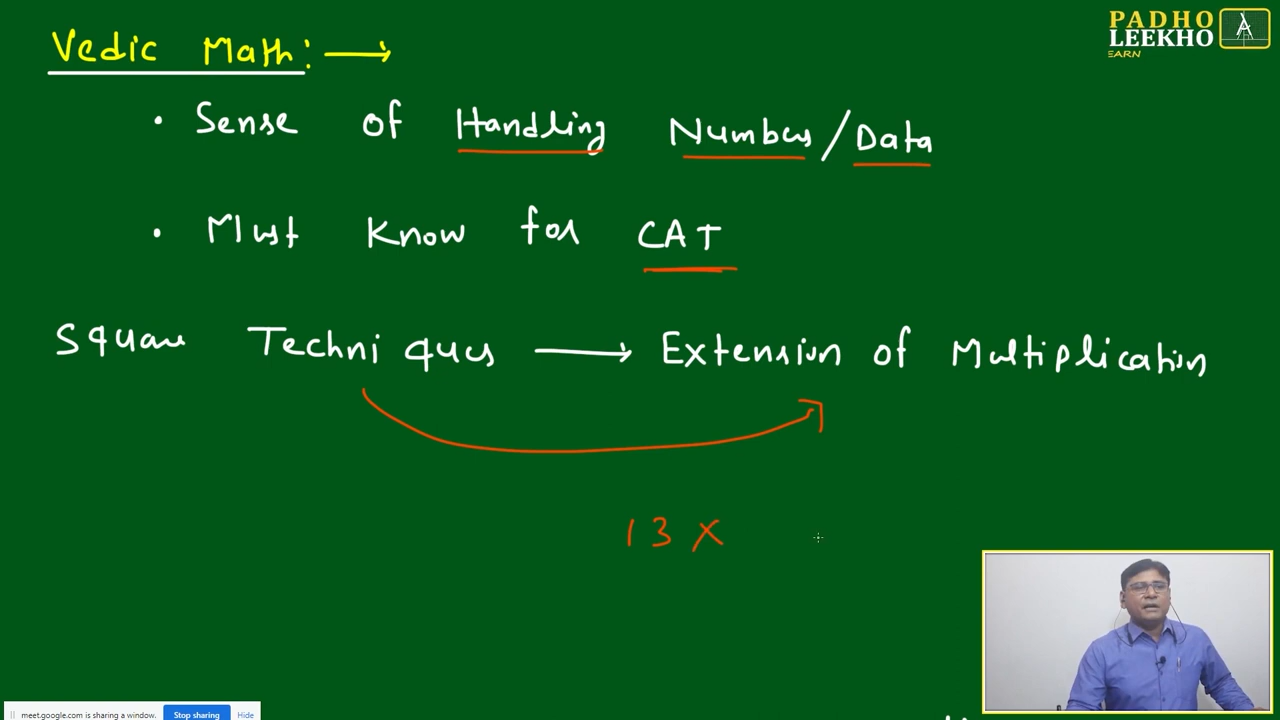 PADHO
LEEKHO
EARN
Vedic Math:→
• Sense of Handling Numbers/Data
• Must Know for CAT
Square Techniques → Extension of Multiplication
13 X
meet.google.com is sharing a window. Stop sharing Hide